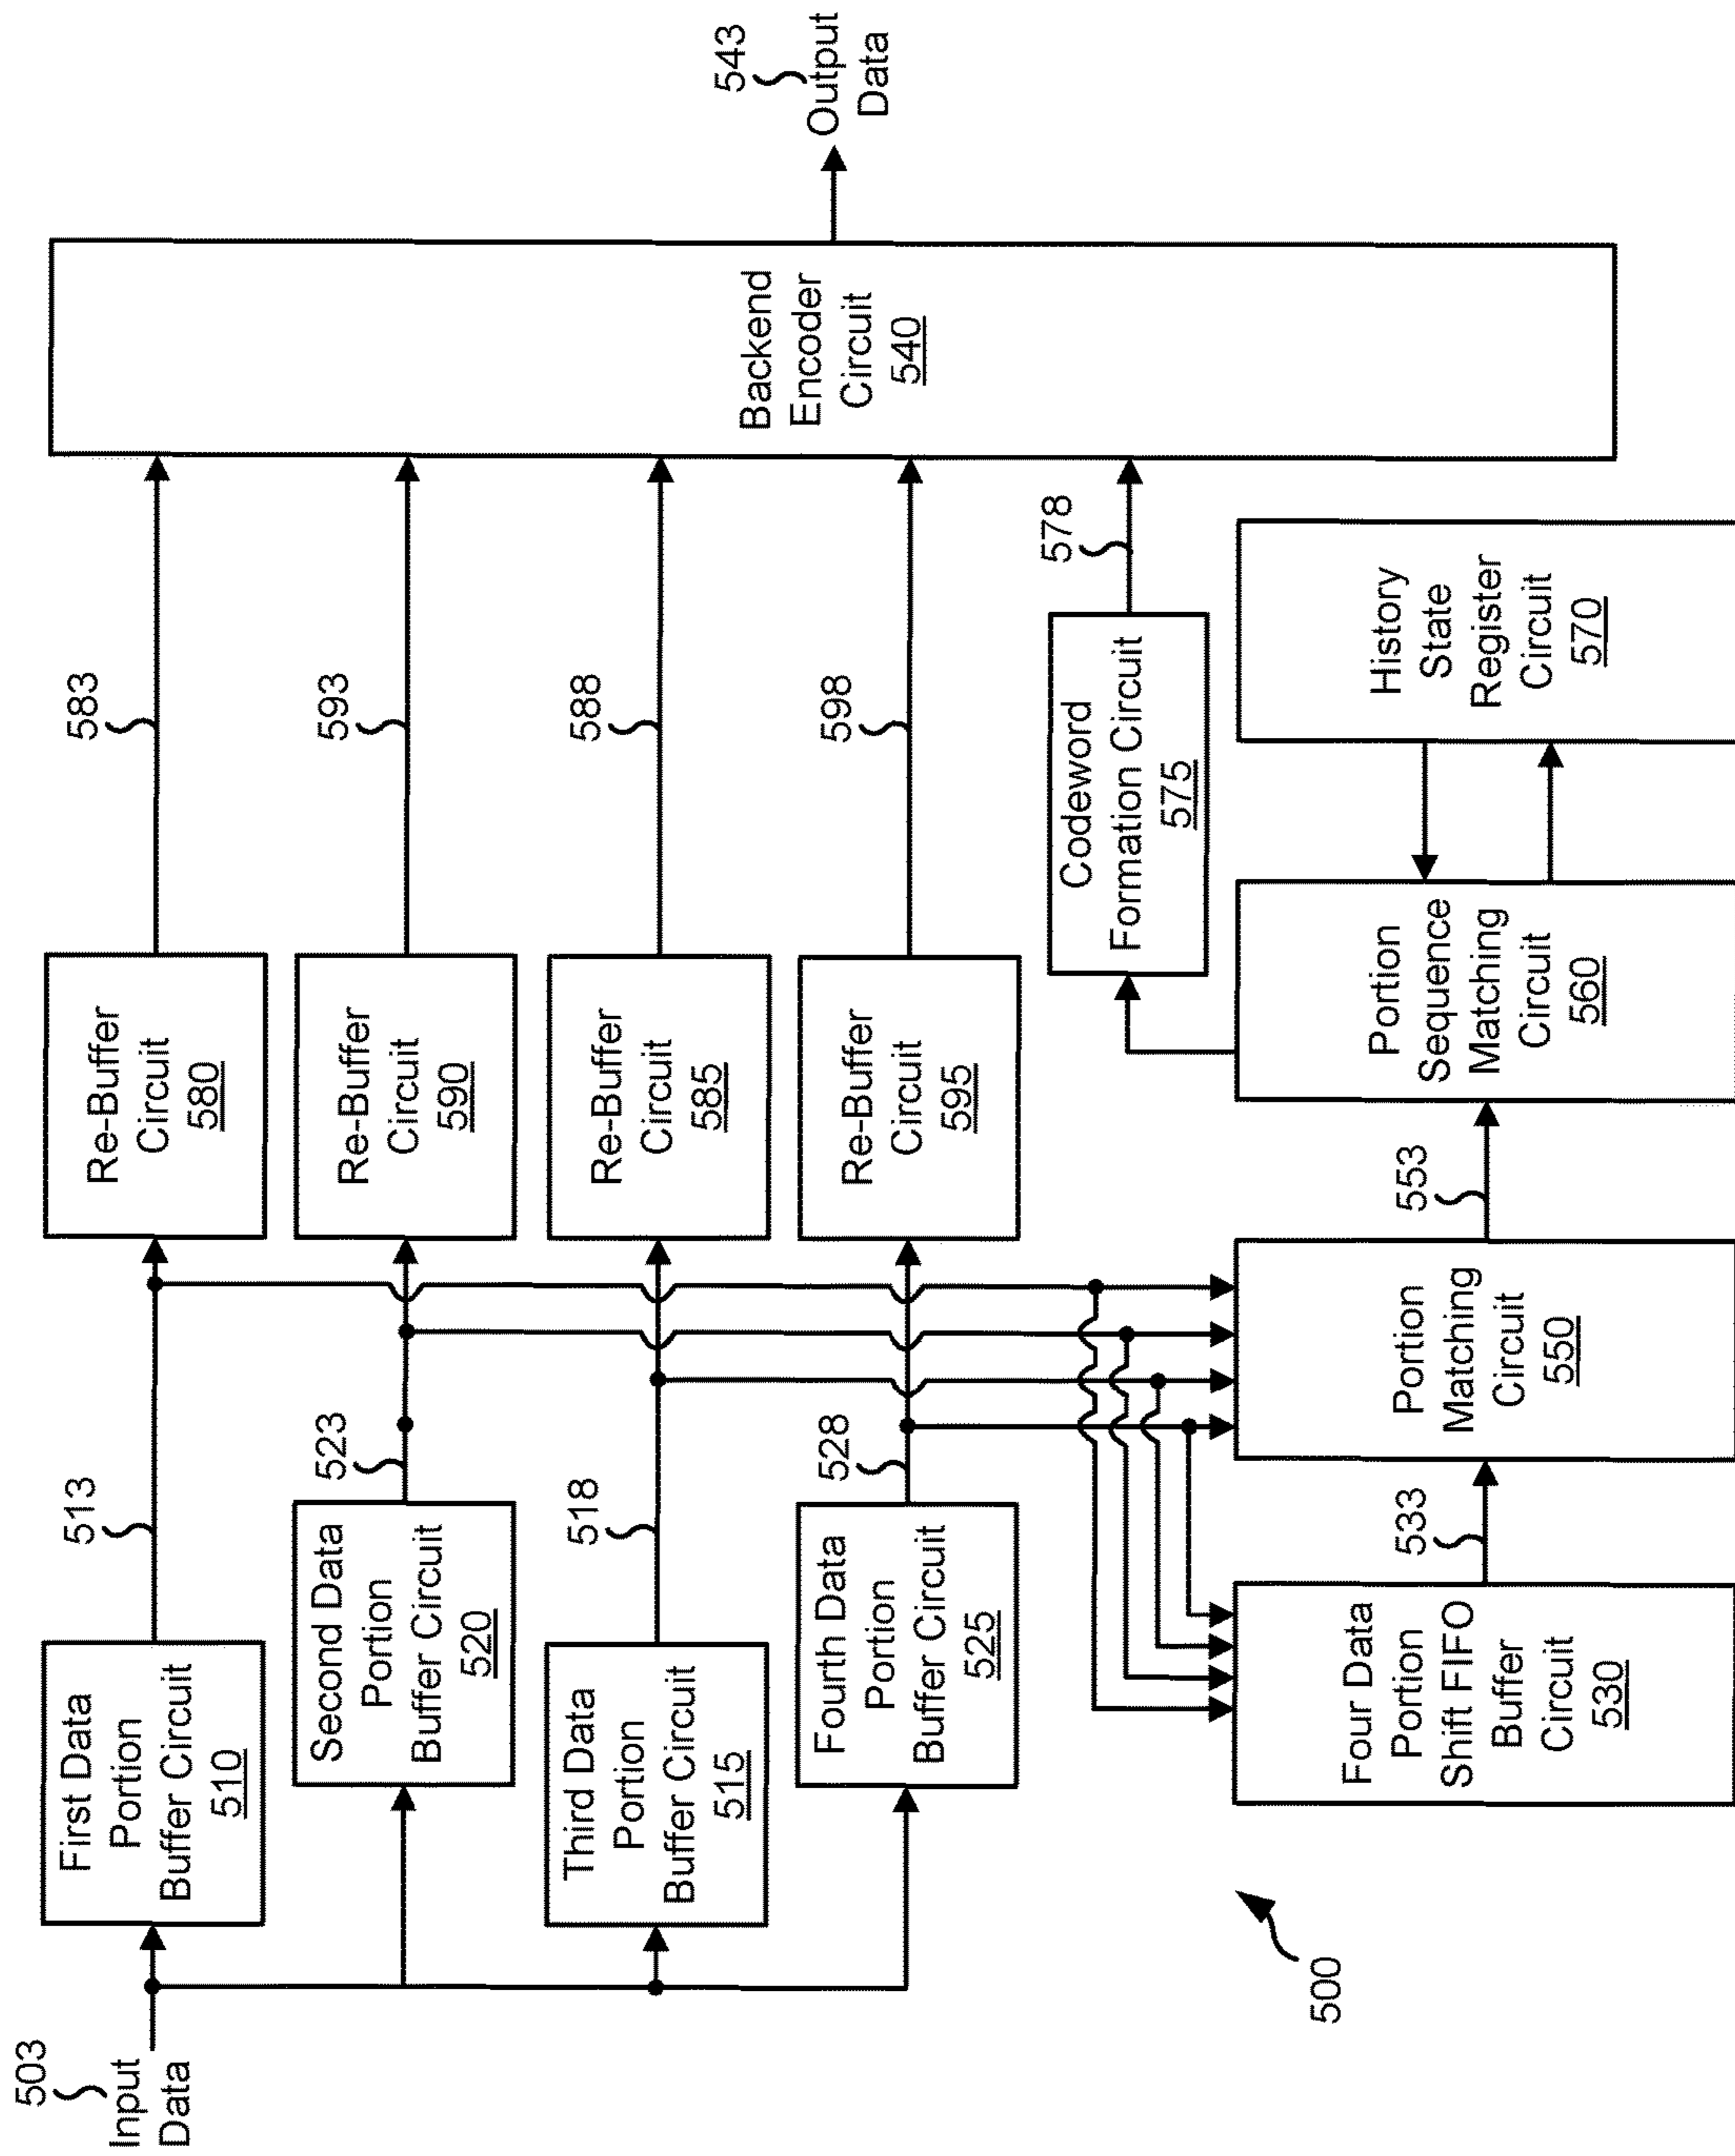 503
Input
Data
First Data
Portion
Buffer Circuit
510
513
Re-Buffer
Circuit
580
583
Second Data
Portion
Buffer Circuit
520
523
Re-Buffer
Circuit
590
593
Third Data
Portion
Buffer Circuit
515
518
Re-Buffer
Circuit
585
588
Fourth Data
Portion
Buffer Circuit
525
528
Re-Buffer
Circuit
595
598
Backend
Encoder
Circuit
540
543
Output
Data
Codeword
Formation Circuit
575
578
Four Data
Portion
Shift FIFO
Buffer
Circuit
530
533
Portion
Matching
Circuit
550
553
Portion
Sequence
Matching
Circuit
560
History
State
Register
Circuit
570
500